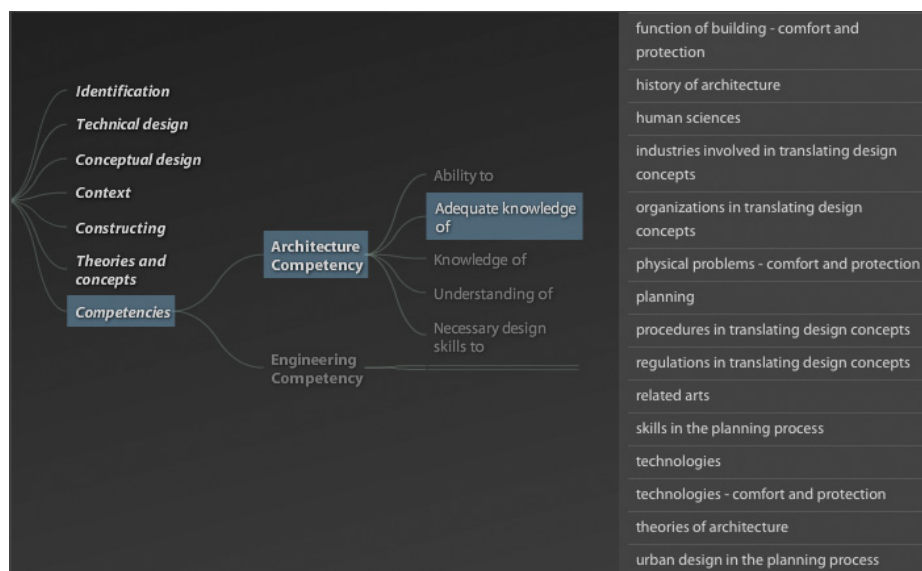 Identification
Technical design
Conceptual design
Context
Constructing
Theories and
concepts
Competencies
Architecture
Competency
Engineering
Competency
Ability to
Adequate knowledge
of
Knowledge of
Understanding of
Necessary design
skills to
function of building - comfort and
protection
history of architecture
human sciences
industries involved in translating design
concepts
organizations in translating design
concepts
physical problems - comfort and protection
planning
procedures in translating design concepts
regulations in translating design concepts
related arts
skills in the planning process
technologies
technologies - comfort and protection
theories of architecture
urban design in the planning process